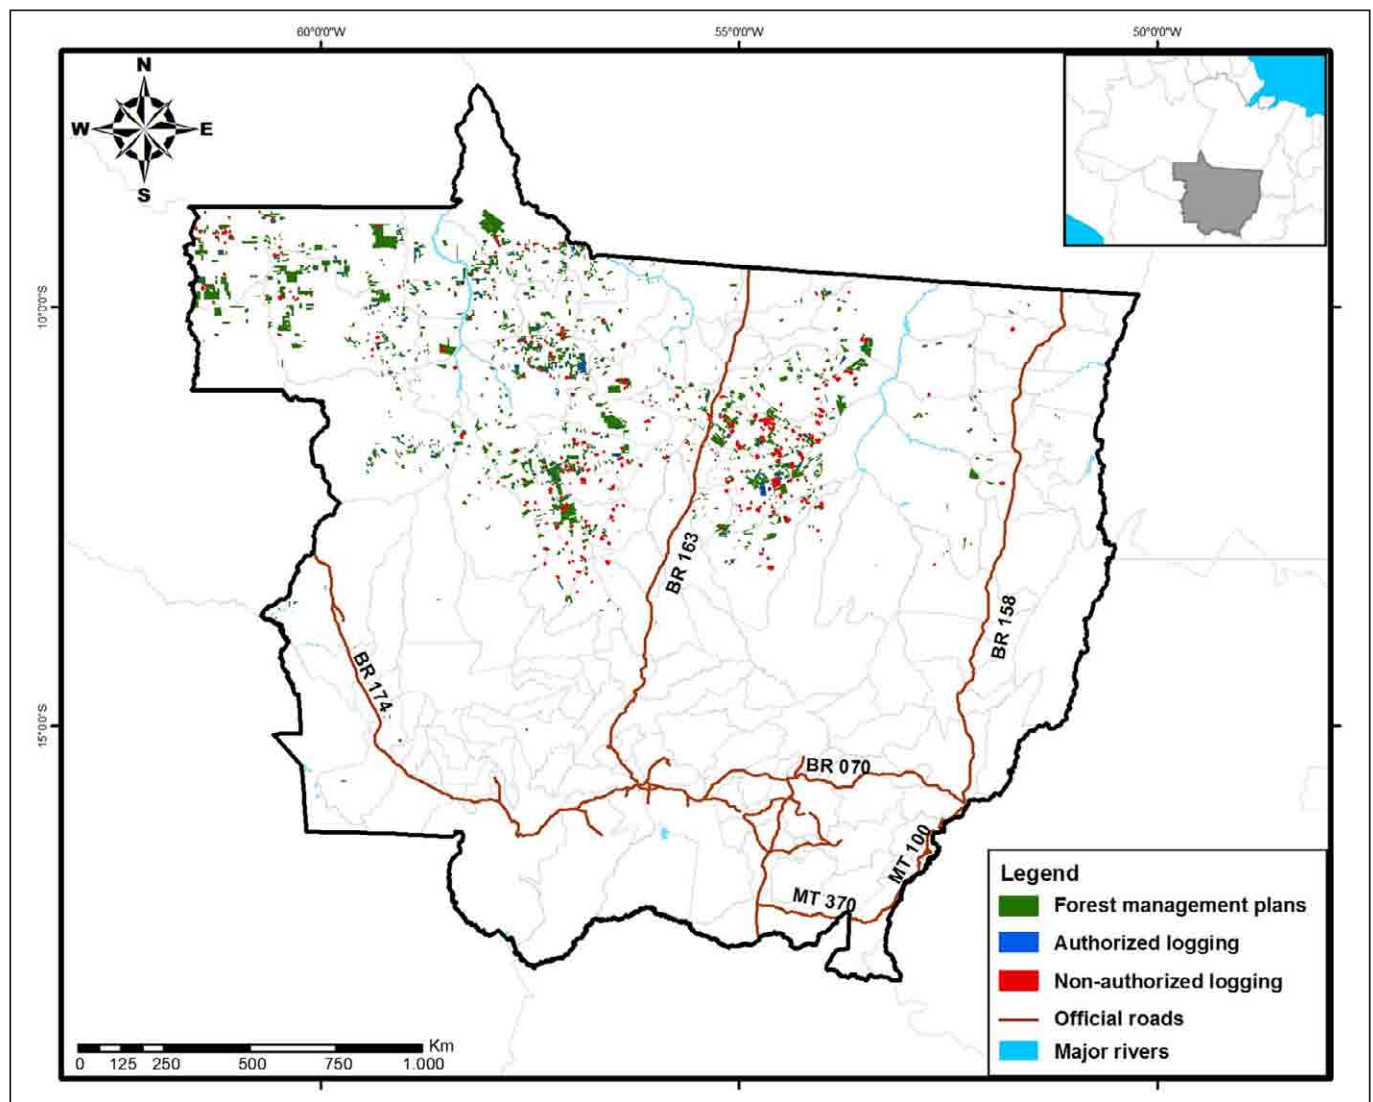 60°0'0"W 55°0'0"W 50°0'0"W
N
W E
S
10°0'0"S
BR 163
BR 158
BR 174
15°0'0"S
BR 070
MT 100
MT 370
Legend
Forest management plans
Authorized logging
Non-authorized logging
Official roads
Major rivers
Km
0 125 250 500 750 1.000